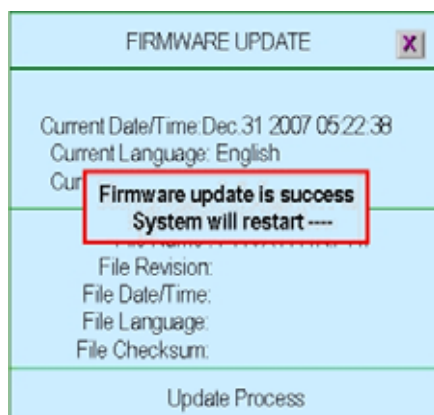 FIRMWARE UPDATE
X
Current Date/Time:Dec.31 2007 05:22:38
Current Language: English
Cur
Firmware update is success
System will restart ----
File Revision:
File Date/Time:
File Language:
File Checksum:
Update Process